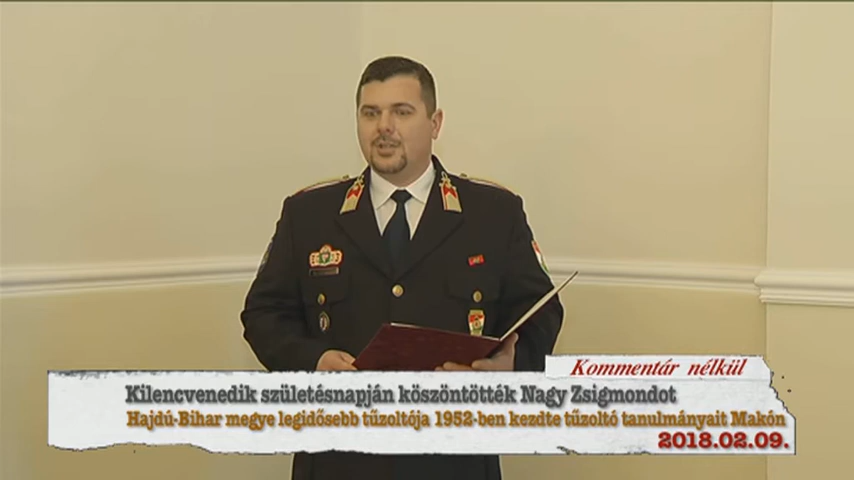 Kommentár nélkül
Kilencvenedik születésnapján köszöntötték Nagy Zsigmondot
Hajdú-Bihar megye legidősebb tűzoltója 1952-ben kezdte tűzoltó tanulmányait Makón
2018.02.09.